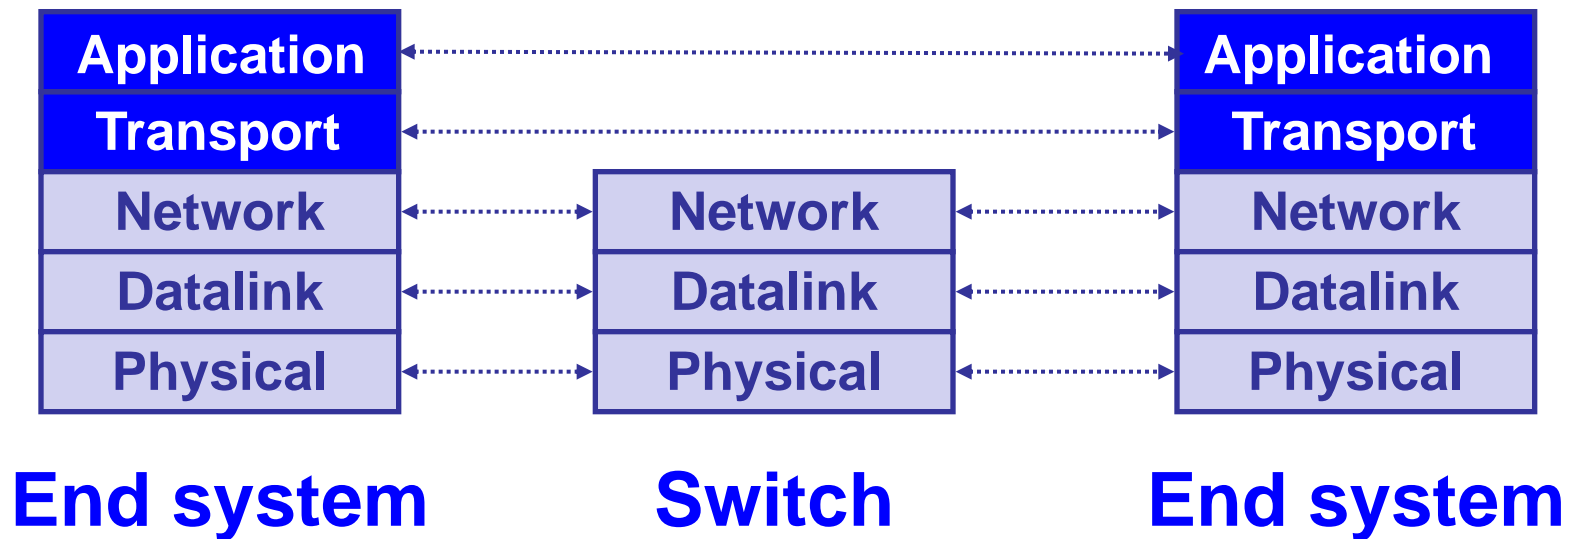 Application
Application
Transport
Transport
Network
Network
Network
Datalink
Datalink
Datalink
Physical
Physical
Physical
End system
Switch
End system